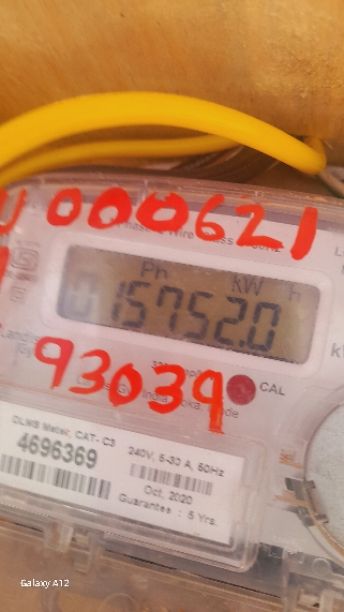 000621
Ph kW h
015752.0
93039
CAL
DLMS Meter, CAT- C3
4696369
240V, 5-30 A, 50Hz
Oct, 2020
Guarantee : 5 Yrs.
Galaxy A12